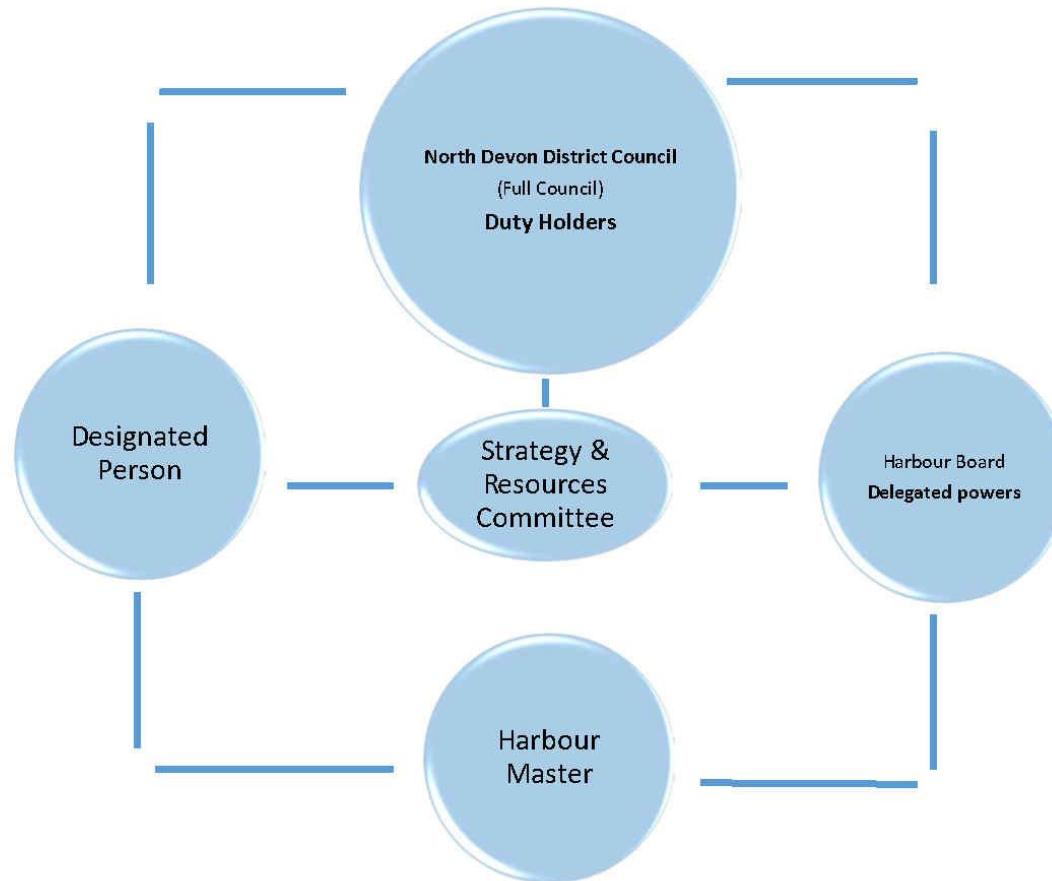 North Devon District Council
(Full Council)
Duty Holders
Designated
Person
Strategy &
Resources
Committee
Harbour Board
Delegated powers
Harbour
Master